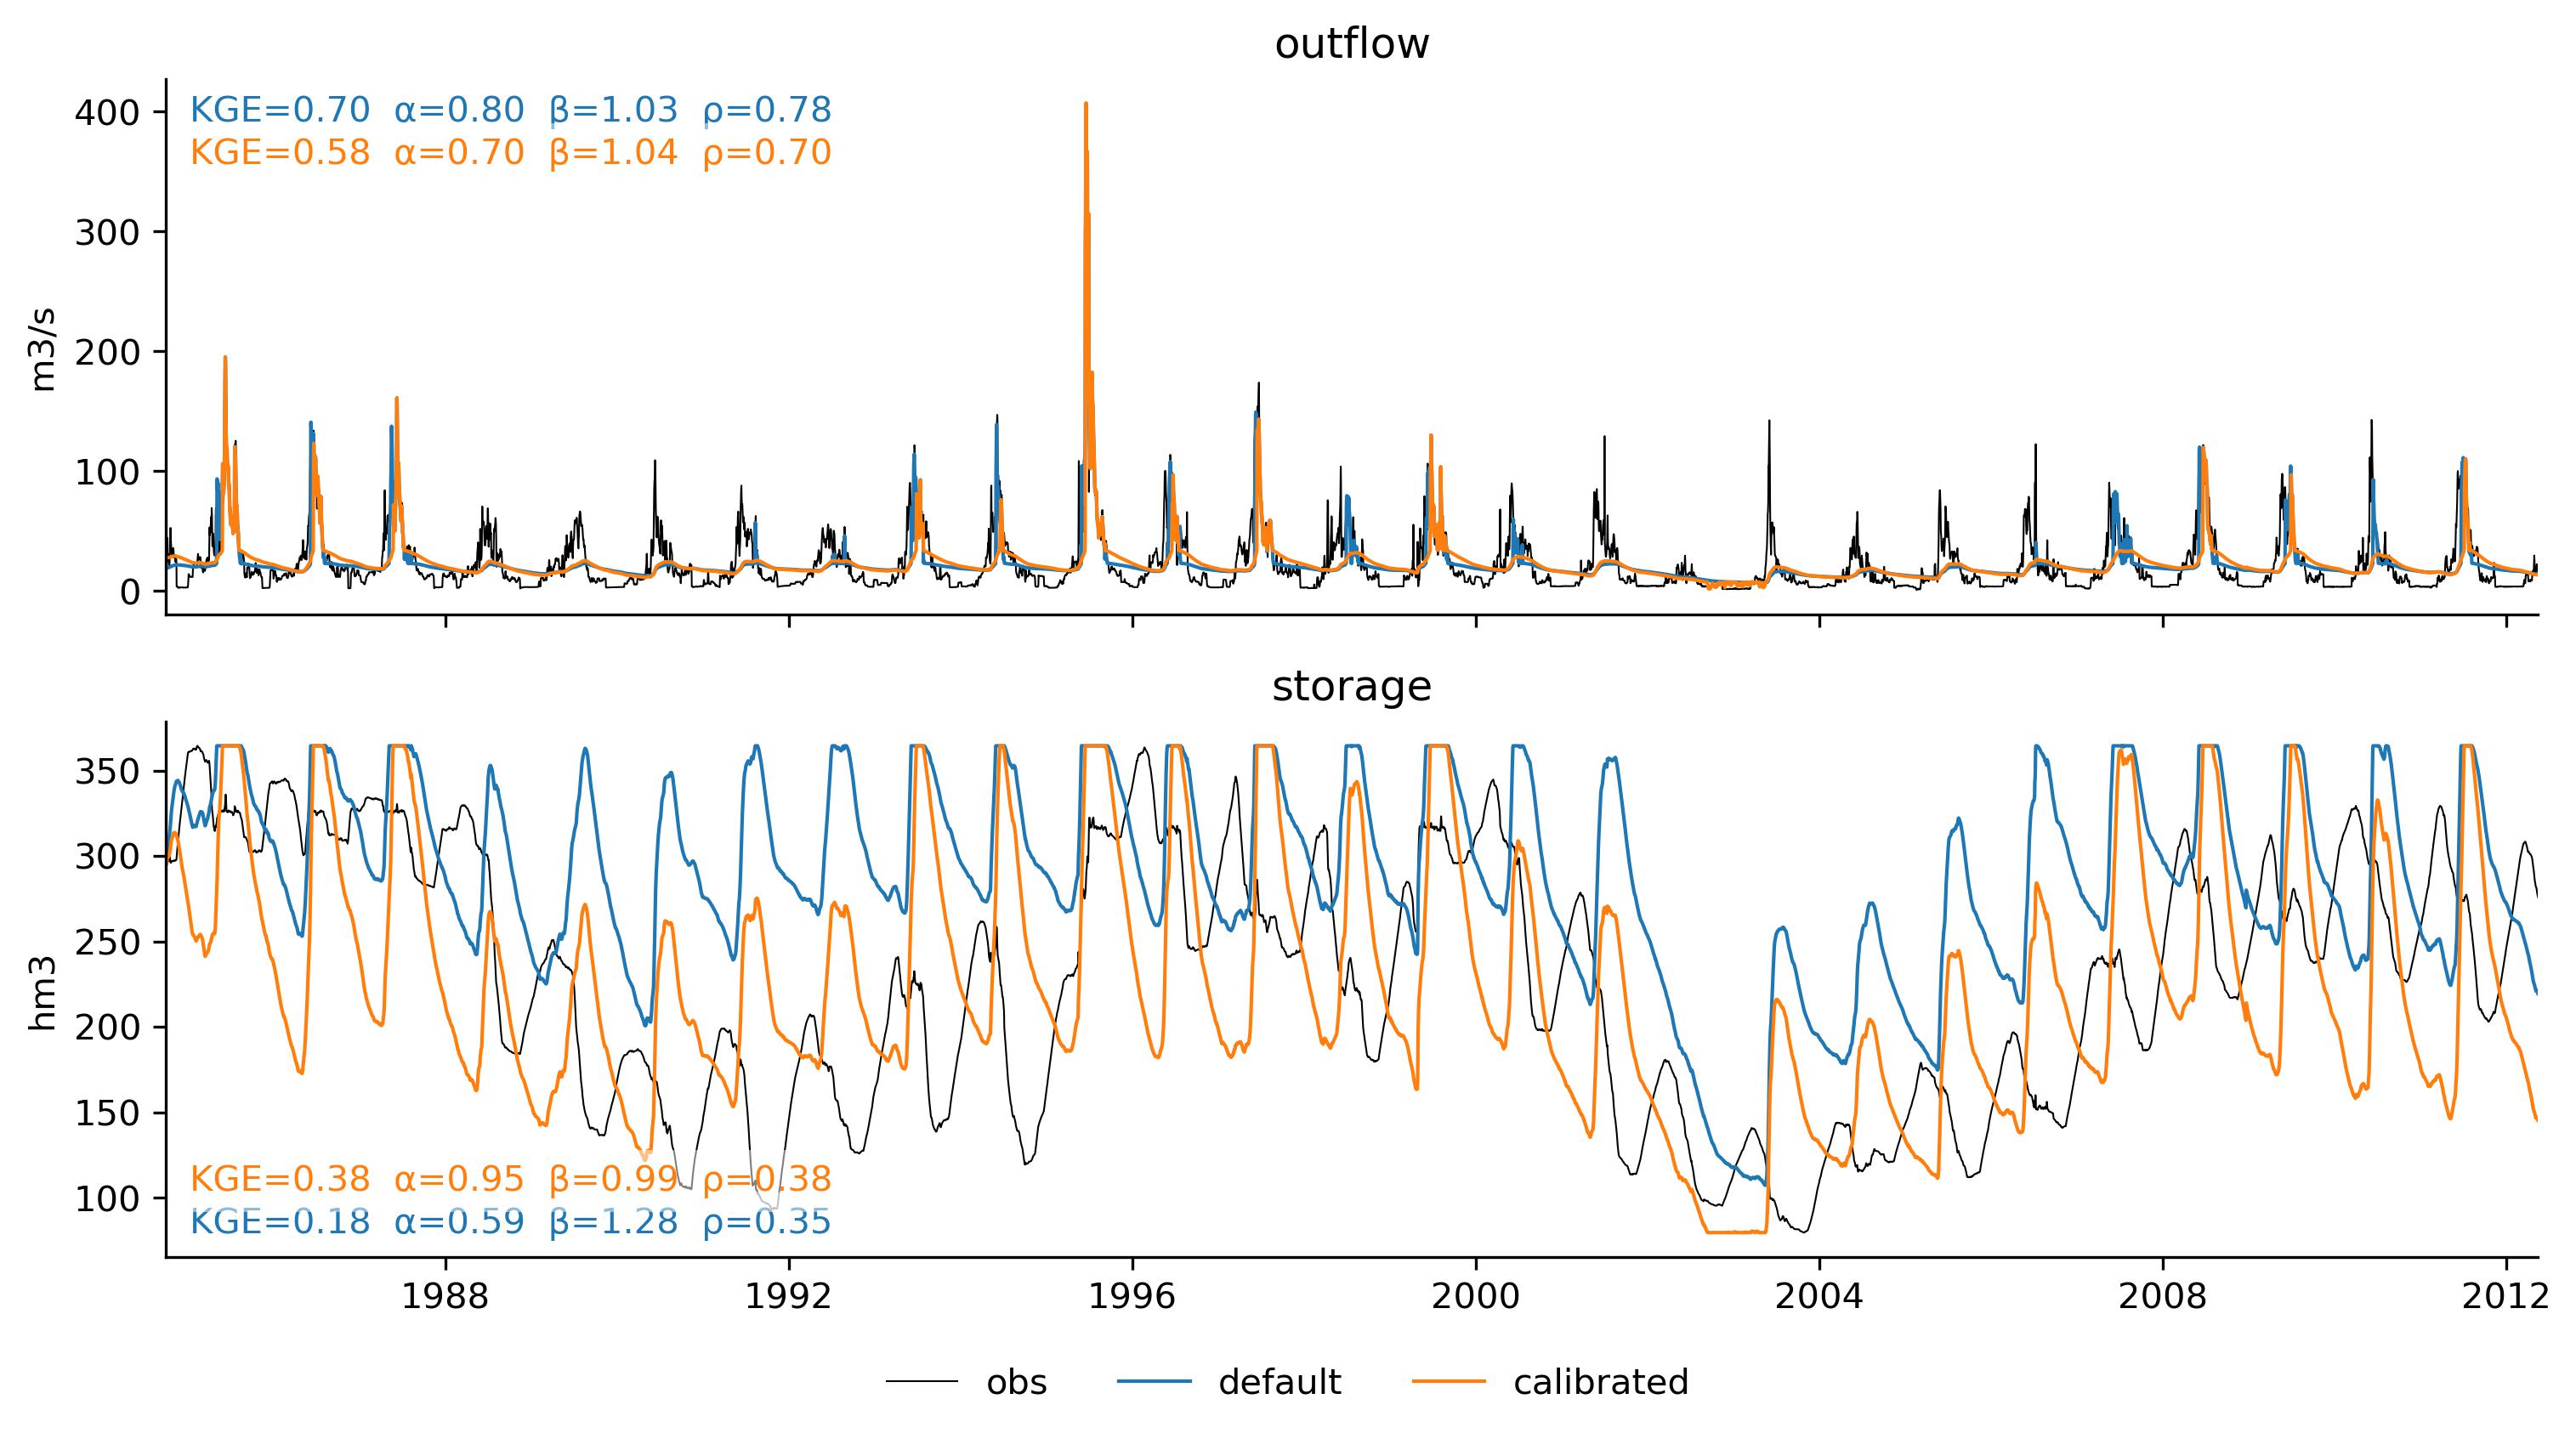 outflow
KGE=0.70 α=0.80 β=1.03 ρ=0.78
KGE=0.58 α=0.70 β=1.04 ρ=0.70
400
300
200
100
0
m3/s
storage
350
300
250
200
150
100
hm3
KGE=0.38 α=0.95 β=0.99 ρ=0.38
KGE=0.18 α=0.59 β=1.28 ρ=0.35
1988 1992 1996 2000 2004 2008 2012
obs default calibrated